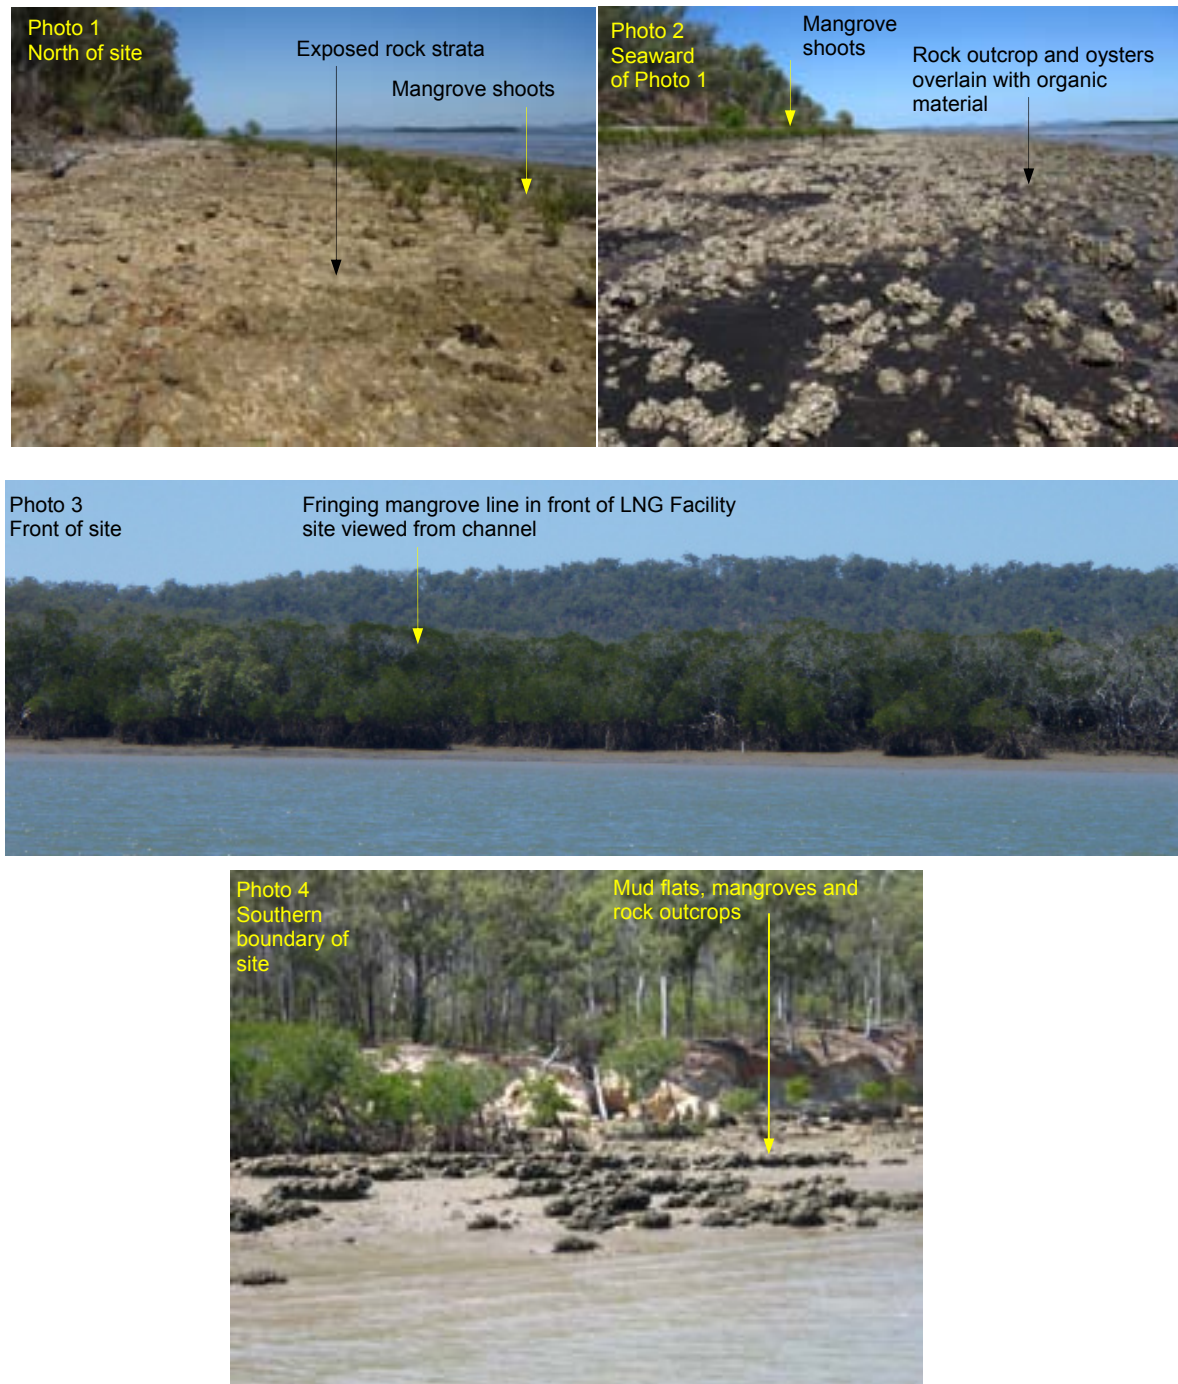 Photo 1
North of site
Exposed rock strata
Mangrove shoots
Photo 2
Seaward
of Photo 1
Mangrove
shoots
Rock outcrop and oysters
overlain with organic
material
Photo 3
Front of site
Fringing mangrove line in front of LNG Facility
site viewed from channel
Photo 4
Southern
boundary of
site
Mud flats, mangroves and
rock outcrops